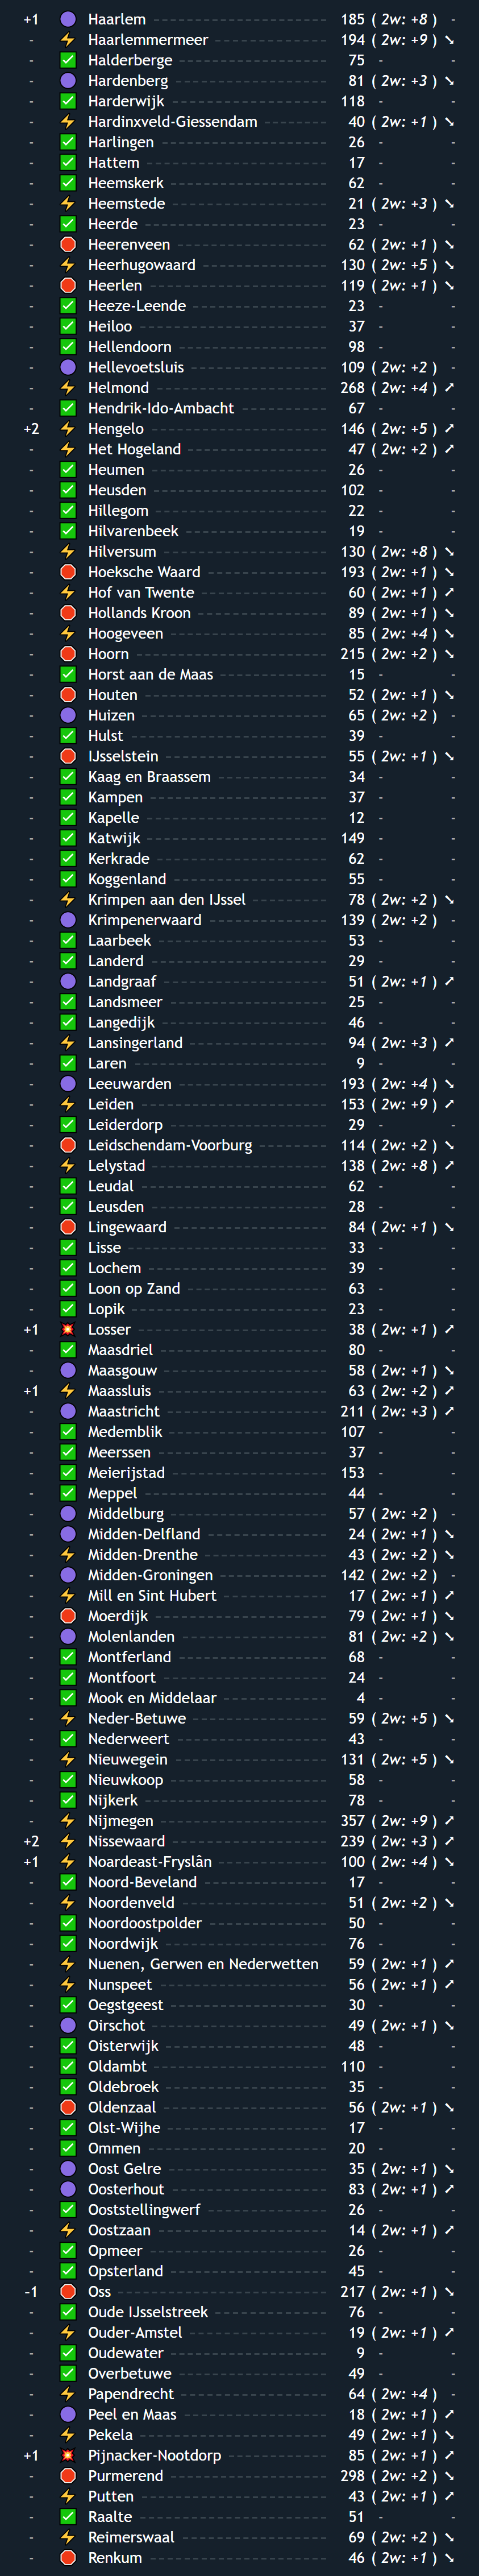 +1 Haarlem 185 ( 2w: +8 ) -
- Haarlemmermeer 194 ( 2w: +9 ) ↘
- Halderberge 75 - -
- Hardenberg 81 ( 2w: +3 ) ↘
- Harderwijk 118 - -
- Hardinxveld-Giessendam 40 ( 2w: +1 ) ↘
- Harlingen 26 - -
- Hattem 17 - -
- Heemskerk 62 - -
- Heemstede 21 ( 2w: +3 ) ↘
- Heerde 23 - -
- Heerenveen 62 ( 2w: +1 ) ↘
- Heerhugowaard 130 ( 2w: +5 ) ↘
- Heerlen 119 ( 2w: +1 ) ↘
- Heeze-Leende 23 - -
- Heiloo 37 - -
- Hellendoorn 98 - -
- Hellevoetsluis 109 ( 2w: +2 ) -
- Helmond 268 ( 2w: +4 ) ↗
- Hendrik-Ido-Ambacht 67 - -
+2 Hengelo 146 ( 2w: +5 ) ↗
- Het Hogeland 47 ( 2w: +2 ) ↗
- Heumen 26 - -
- Heusden 102 - -
- Hillegom 22 - -
- Hilvarenbeek 19 - -
- Hilversum 130 ( 2w: +8 ) ↘
- Hoeksche Waard 193 ( 2w: +1 ) ↘
- Hof van Twente 60 ( 2w: +1 ) ↗
- Hollands Kroon 89 ( 2w: +1 ) ↘
- Hoogeveen 85 ( 2w: +4 ) ↘
- Hoorn 215 ( 2w: +2 ) ↘
- Horst aan de Maas 15 - -
- Houten 52 ( 2w: +1 ) ↘
- Huizen 65 ( 2w: +2 ) -
- Hulst 39 - -
- IJsselstein 55 ( 2w: +1 ) ↘
- Kaag en Braassem 34 - -
- Kampen 37 - -
- Kapelle 12 - -
- Katwijk 149 - -
- Kerkrade 62 - -
- Koggenland 55 - -
- Krimpen aan den IJssel 78 ( 2w: +2 ) ↘
- Krimpenerwaard 139 ( 2w: +2 ) -
- Laarbeek 53 - -
- Landerd 29 - -
- Landgraaf 51 ( 2w: +1 ) ↗
- Landsmeer 25 - -
- Langedijk 46 - -
- Lansingerland 94 ( 2w: +3 ) ↗
- Laren 9 - -
- Leeuwarden 193 ( 2w: +4 ) ↘
- Leiden 153 ( 2w: +9 ) ↗
- Leiderdorp 29 - -
- Leidschendam-Voorburg 114 ( 2w: +2 ) ↘
- Lelystad 138 ( 2w: +8 ) ↗
- Leudal 62 - -
- Leusden 28 - -
- Lingewaard 84 ( 2w: +1 ) ↘
- Lisse 33 - -
- Lochem 39 - -
- Loon op Zand 63 - -
- Lopik 23 - -
+1 Losser 38 ( 2w: +1 ) ↗
- Maasdriel 80 - -
- Maasgouw 58 ( 2w: +1 ) ↘
+1 Maassluis 63 ( 2w: +2 ) ↗
- Maastricht 211 ( 2w: +3 ) ↗
- Medemblik 107 - -
- Meerssen 37 - -
- Meierijstad 153 - -
- Meppel 44 - -
- Middelburg 57 ( 2w: +2 ) -
- Midden-Delfland 24 ( 2w: +1 ) ↘
- Midden-Drenthe 43 ( 2w: +2 ) ↘
- Midden-Groningen 142 ( 2w: +2 ) -
- Mill en Sint Hubert 17 ( 2w: +1 ) ↗
- Moerdijk 79 ( 2w: +1 ) ↘
- Molenlanden 81 ( 2w: +2 ) ↘
- Montferland 68 - -
- Montfoort 24 - -
- Mook en Middelaar 4 - -
- Neder-Betuwe 59 ( 2w: +5 ) ↘
- Nederweert 43 - -
- Nieuwegein 131 ( 2w: +5 ) ↘
- Nieuwkoop 58 - -
- Nijkerk 78 - -
- Nijmegen 357 ( 2w: +9 ) ↗
+2 Nissewaard 239 ( 2w: +3 ) ↗
+1 Noardeast-Fryslân 100 ( 2w: +4 ) ↘
- Noord-Beveland 17 - -
- Noordenveld 51 ( 2w: +2 ) ↘
- Noordoostpolder 50 - -
- Noordwijk 76 - -
- Nuenen, Gerwen en Nederwetten 59 ( 2w: +1 ) ↗
- Nunspeet 56 ( 2w: +1 ) ↗
- Oegstgeest 30 - -
- Oirschot 49 ( 2w: +1 ) ↘
- Oisterwijk 48 - -
- Oldambt 110 - -
- Oldebroek 35 - -
- Oldenzaal 56 ( 2w: +1 ) ↘
- Olst-Wijhe 17 - -
- Ommen 20 - -
- Oost Gelre 35 ( 2w: +1 ) ↘
- Oosterhout 83 ( 2w: +1 ) ↗
- Ooststellingwerf 26 - -
- Oostzaan 14 ( 2w: +1 ) ↗
- Opmeer 26 - -
- Opsterland 45 - -
-1 Oss 217 ( 2w: +1 ) ↘
- Oude IJsselstreek 76 - -
- Ouder-Amstel 19 ( 2w: +1 ) ↗
- Oudewater 9 - -
- Overbetuwe 49 - -
- Papendrecht 64 ( 2w: +4 ) -
- Peel en Maas 18 ( 2w: +1 ) ↗
- Pekela 49 ( 2w: +1 ) ↘
+1 Pijnacker-Nootdorp 85 ( 2w: +1 ) ↗
- Purmerend 298 ( 2w: +2 ) ↘
- Putten 43 ( 2w: +1 ) ↗
- Raalte 51 - -
- Reimerswaal 69 ( 2w: +2 ) ↘
- Renkum 46 ( 2w: +1 ) ↘